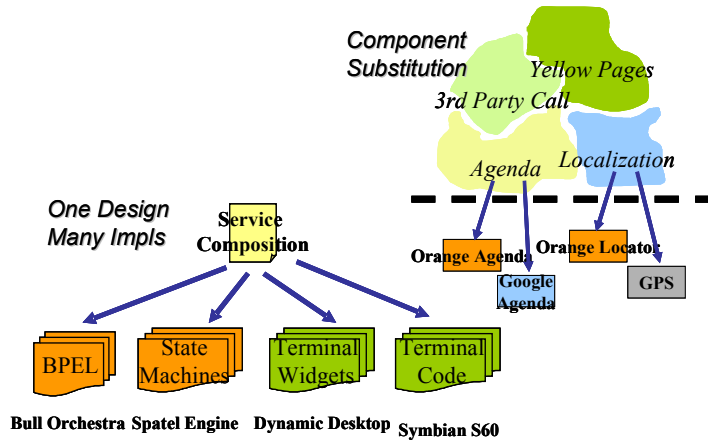 Component
Substitution
Yellow Pages
3rd Party Call
Agenda
Localization
One Design
Many Impls
Service
Composition
Orange Agenda
Orange Locator
Google
Agenda
GPS
BPEL
State
Machines
Terminal
Widgets
Terminal
Code
Bull Orchestra
Spatel Engine
Dynamic Desktop
Symbian S60